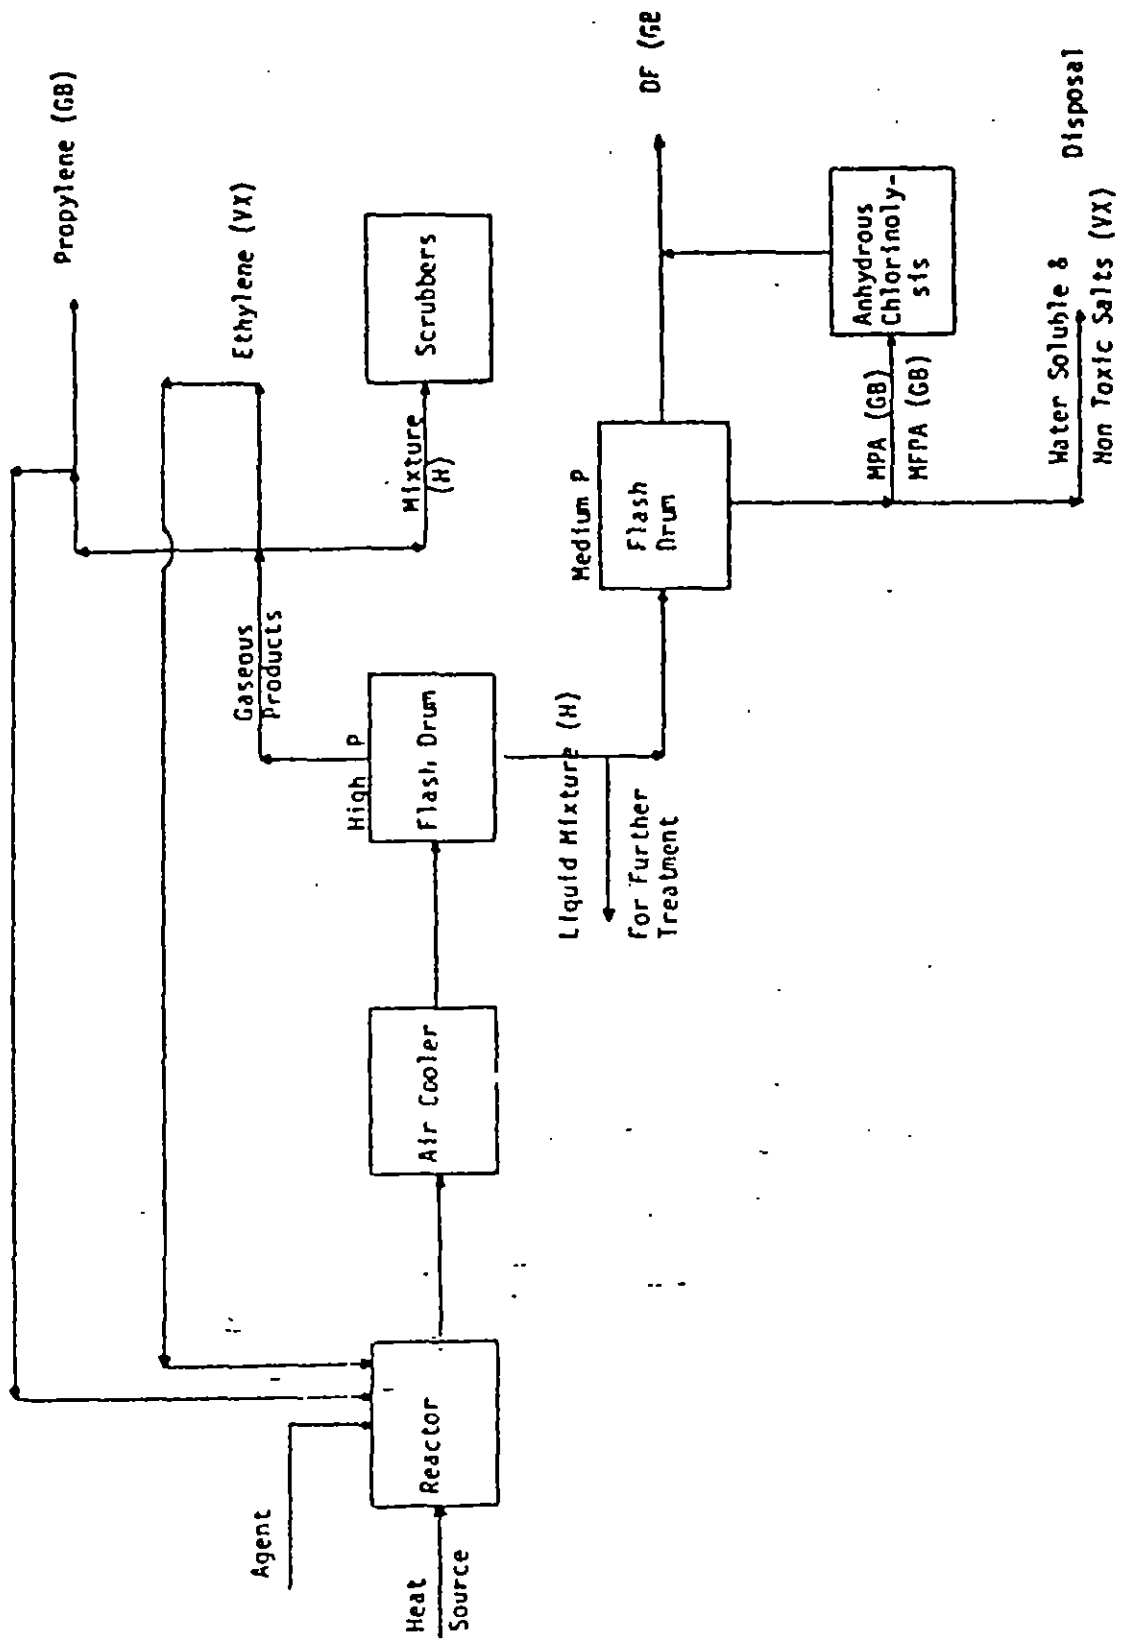 Propylene (GB)
Ethylene (VX)
Gaseous
Products
Mixture
(H)
Scrubbers
High P
Flash Drum
Air Cooler
Agent
Reactor
Heat
Source
Liquid Mixture (H)
For Further
Treatment
Medium P
Flash
Drum
DF (GB
MPA (GB)
MFPA (GB)
Anhydrous
Chlorinoly-
sis
Water Soluble &
Non Toxic Salts (VX)
Disposal